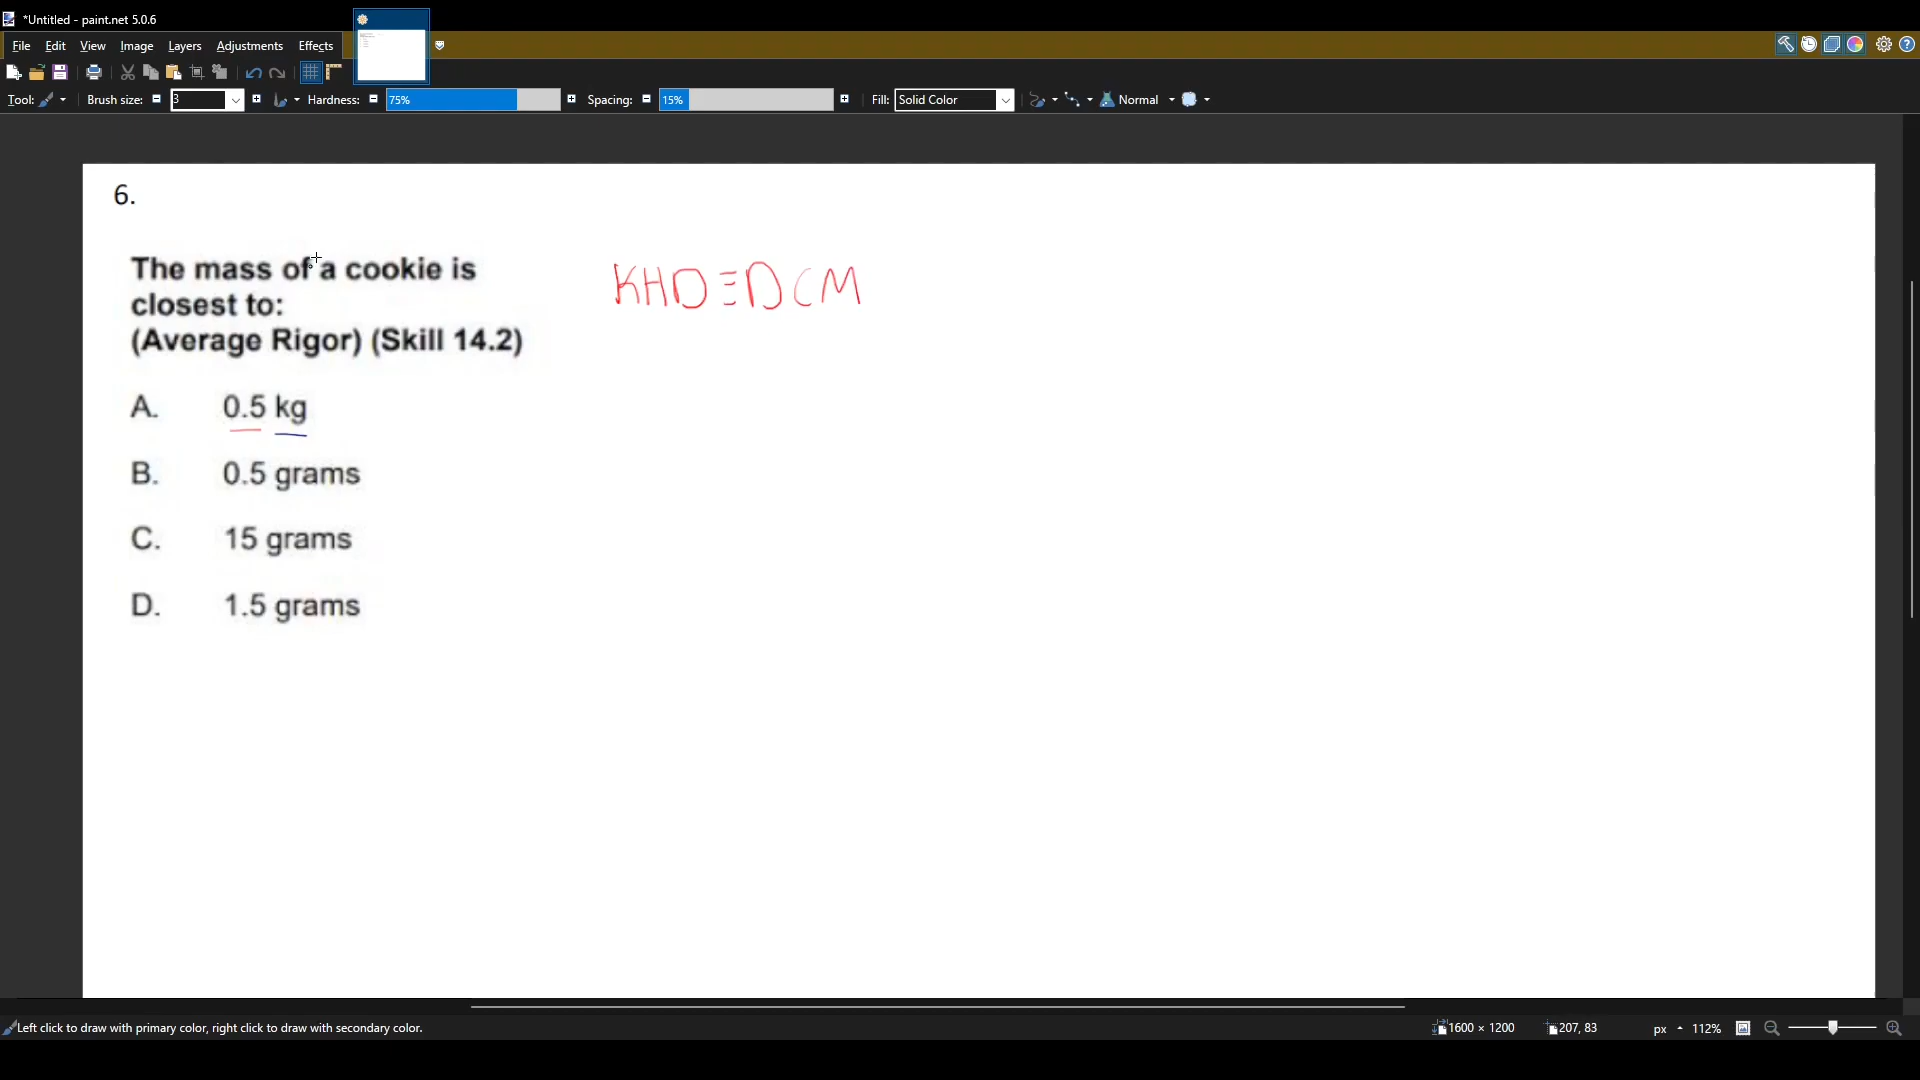 *Untitled - paint.net 5.0.6
File Edit View Image Layers Adjustments Effects
Tool: Brush size: 3 Hardness: 75% Spacing: 15% Fill: Solid Color Normal
6.
The mass of a cookie is
closest to:
(Average Rigor) (Skill 14.2)
KHD ≡ DCM
A. 0.5 kg
B. 0.5 grams
C. 15 grams
D. 1.5 grams
Left click to draw with primary color, right click to draw with secondary color. 1600 × 1200 207, 83 px 112%